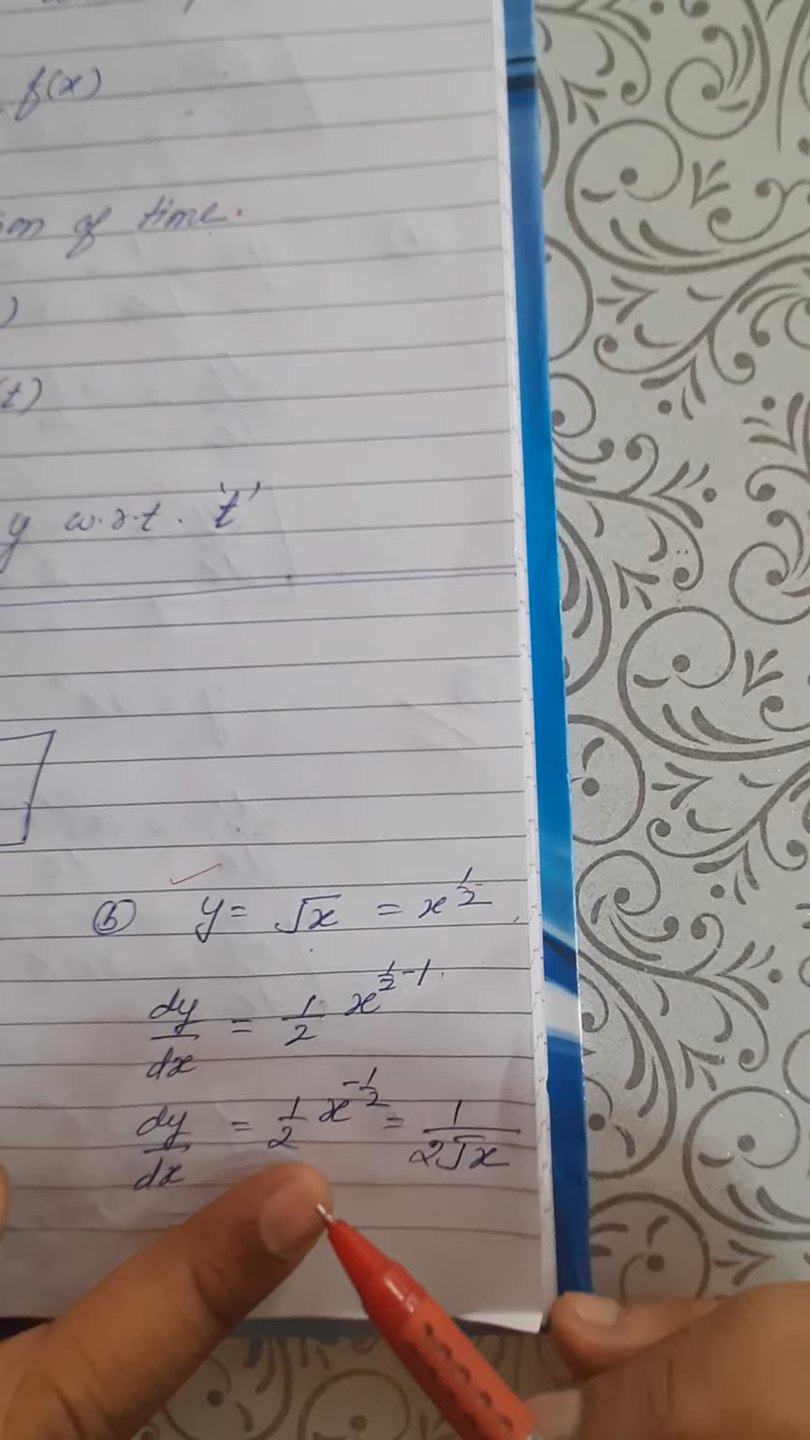 f(x)
of time.
)
t)
y w.r.t. 't'
(b) y = √x = x^(1/2)
dy/dx = 1/2 x^(1/2 - 1)
dy/dx = 1/2 x^(-1/2) = 1/(2√x)